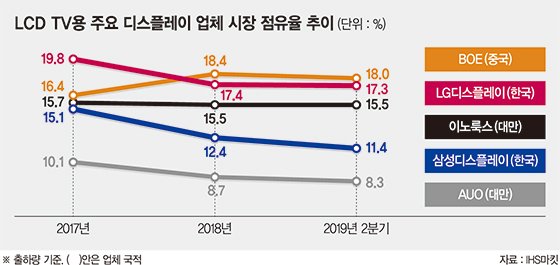 LCD TV용 주요 디스플레이 업체 시장 점유율 추이 (단위 : %)
19.8
18.4
18.0
BOE (중국)
16.4
17.4
17.3
LG디스플레이 (한국)
15.7
15.5
15.5
이노룩스 (대만)
15.1
12.4
11.4
삼성디스플레이 (한국)
10.1
8.7
8.3
AUO (대만)
2017년
2018년
2019년 2분기
※ 출하량 기준. ( )안은 업체 국적
자료 : IHS마킷